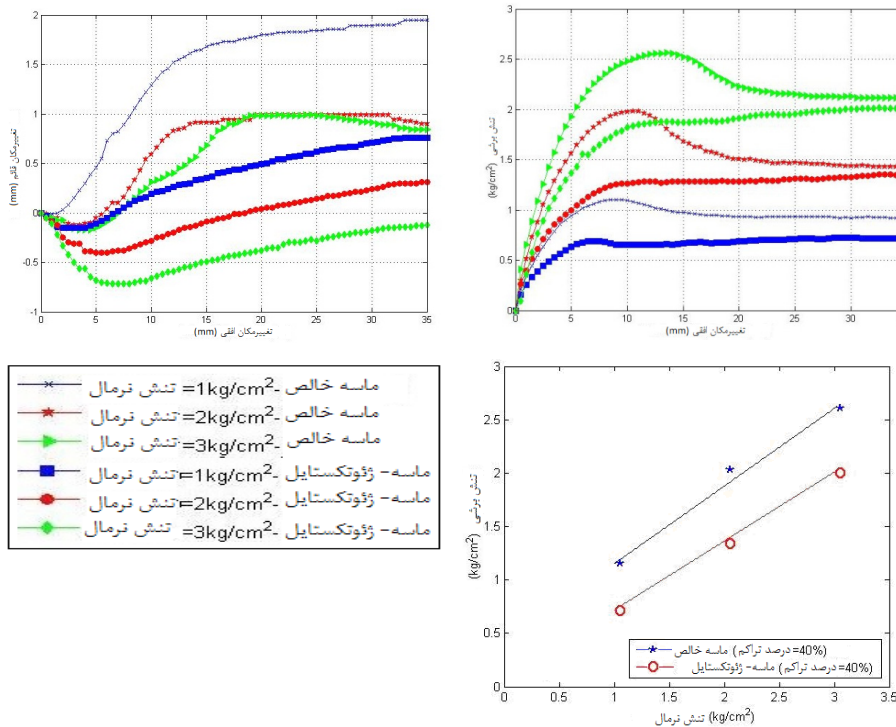 2
1.5
1
0.5
0
-0.5
-1
0 5 10 15 20 25 30 35
تغییرمکان قائم (mm)
تغییرمکان افقی (mm)
3
2.5
2
1.5
1
0.5
0
0 5 10 15 20 25 30
تنش برشی (kg/cm²)
تغییرمکان افقی (mm)
ماسه خالص -1kg/cm²= تنش نرمال
ماسه خالص -2kg/cm²= تنش نرمال
ماسه خالص -3kg/cm²= تنش نرمال
ماسه- ژئوتکستایل -1kg/cm²= تنش نرمال
ماسه- ژئوتکستایل -2kg/cm²= تنش نرمال
ماسه- ژئوتکستایل -3kg/cm²= تنش نرمال
3
2.5
2
1.5
1
0.5
0
0 0.5 1 1.5 2 2.5 3 3.5
تنش برشی (kg/cm²)
تنش نرمال (kg/cm²)
ماسه خالص (درصد تراکم =40%)
ماسه- ژئوتکستایل (درصد تراکم =40%)